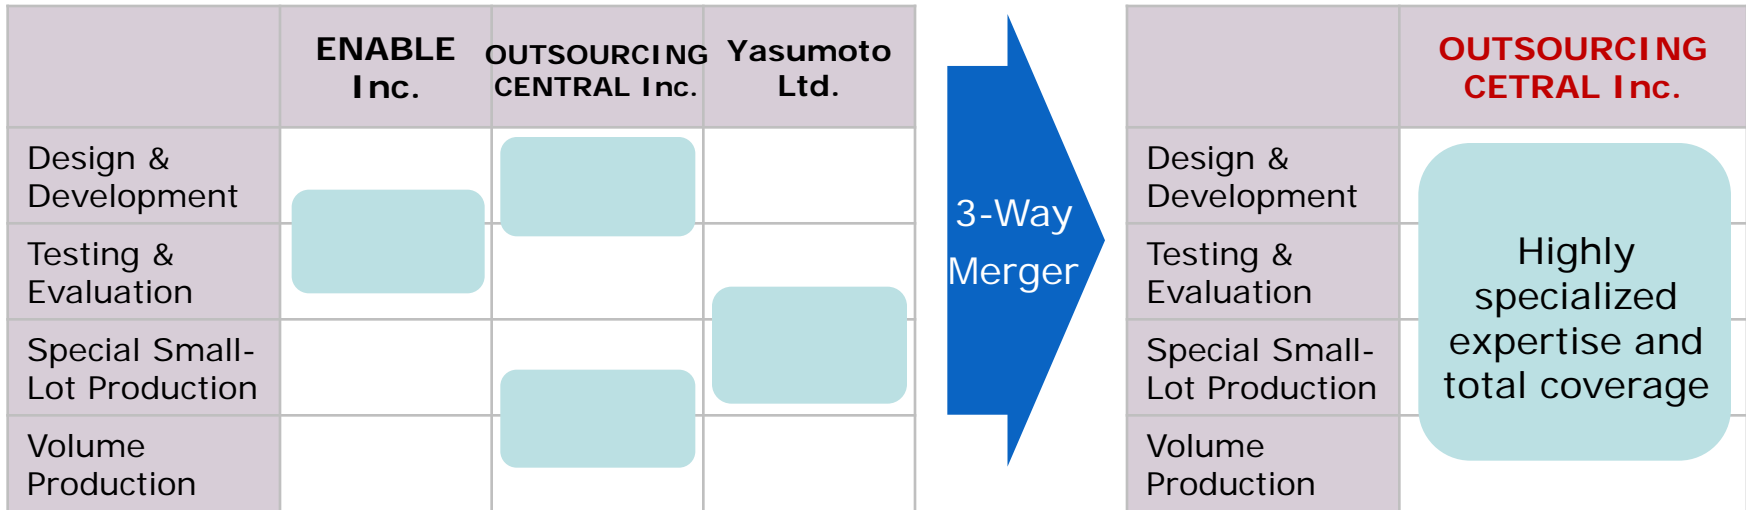 ENABLE
Inc.
OUTSOURCING
CENTRAL Inc.
Yasumoto
Ltd.
Design &
Development
Testing &
Evaluation
Special Small-
Lot Production
Volume
Production
3-Way
Merger
OUTSOURCING
CETRAL Inc.
Design &
Development
Testing &
Evaluation
Special Small-
Lot Production
Volume
Production
Highly
specialized
expertise and
total coverage